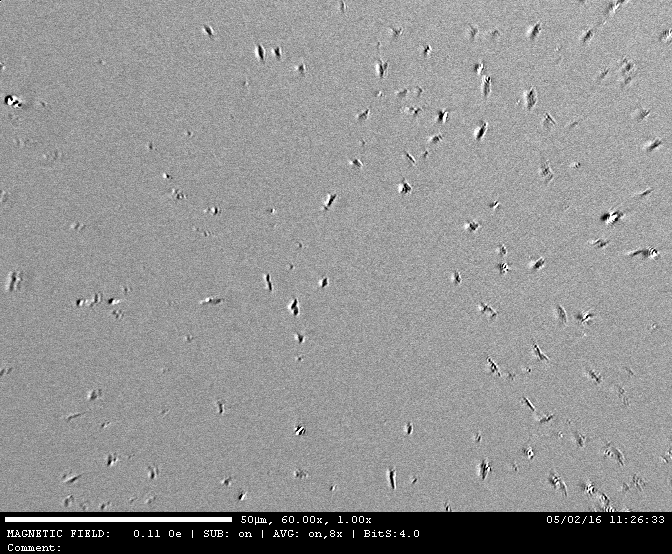 50µm, 60.00x, 1.00x 05/02/16 11:26:33
MAGNETIC FIELD: 0.11 Oe | SUB: on | AVG: on,8x | BitS:4.0
Comment: